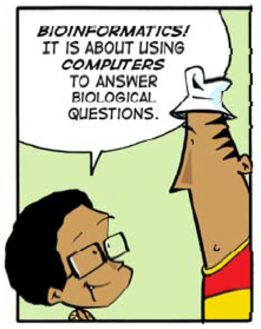 BIOINFORMATICS!
IT IS ABOUT USING
COMPUTERS
TO ANSWER
BIOLOGICAL
QUESTIONS.